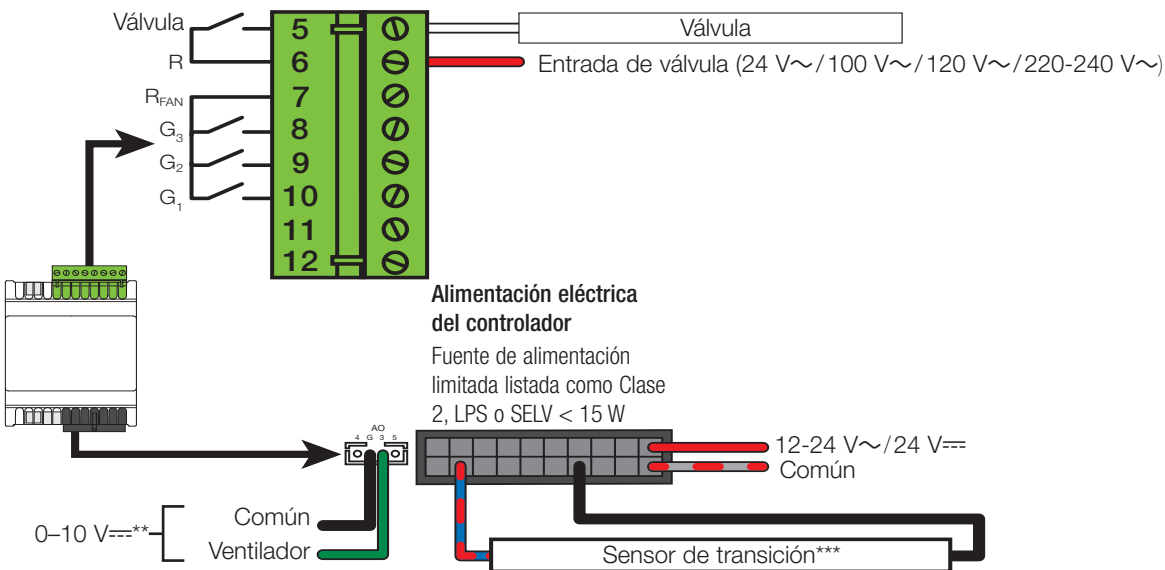 Válvula
5
Válvula
R
6
Entrada de válvula (24 V～/100 V～/120 V～/220-240 V～)
RFAN
7
G3
8
G2
9
G1
10
11
12
Alimentación eléctrica
del controlador
Fuente de alimentación
limitada listada como Clase
2, LPS o SELV < 15 W
AO
4 G 3 5
12-24 V～/24 V⎓
Común
0–10 V⎓**
Común
Ventilador
Sensor de transición***